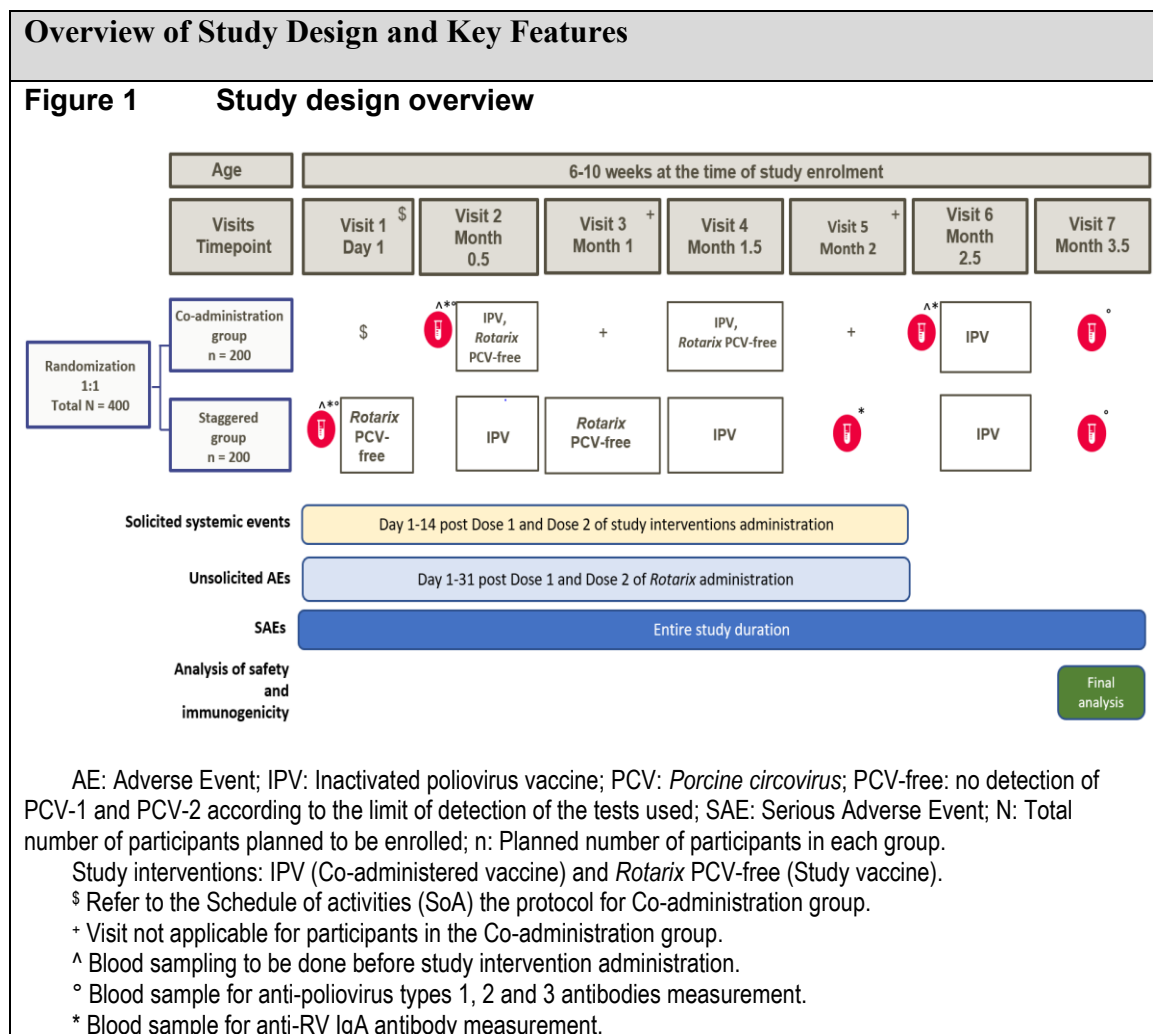 Overview of Study Design and Key Features
Figure 1 Study design overview
Age
6-10 weeks at the time of study enrolment
Visits
Timepoint
Visit 1 $
Day 1
Visit 2
Month
0.5
Visit 3 +
Month 1
Visit 4
Month 1.5
Visit 5 +
Month 2
Visit 6
Month
2.5
Visit 7
Month 3.5
Randomization
1:1
Total N = 400
Co-administration
group
n = 200
$
^*°
IPV,
Rotarix
PCV-free
+
IPV,
Rotarix PCV-free
+
^*
IPV
°
Staggered
group
n = 200
^*°
Rotarix
PCV-
free
IPV
Rotarix
PCV-free
IPV
*
IPV
°
Solicited systemic events
Day 1-14 post Dose 1 and Dose 2 of study interventions administration
Unsolicited AEs
Day 1-31 post Dose 1 and Dose 2 of Rotarix administration
SAEs
Entire study duration
Analysis of safety
and
immunogenicity
Final
analysis
AE: Adverse Event; IPV: Inactivated poliovirus vaccine; PCV: Porcine circovirus; PCV-free: no detection of
PCV-1 and PCV-2 according to the limit of detection of the tests used; SAE: Serious Adverse Event; N: Total
number of participants planned to be enrolled; n: Planned number of participants in each group.
Study interventions: IPV (Co-administered vaccine) and Rotarix PCV-free (Study vaccine).
$ Refer to the Schedule of activities (SoA) the protocol for Co-administration group.
+ Visit not applicable for participants in the Co-administration group.
^ Blood sampling to be done before study intervention administration.
° Blood sample for anti-poliovirus types 1, 2 and 3 antibodies measurement.
* Blood sample for anti-RV IgA antibody measurement.